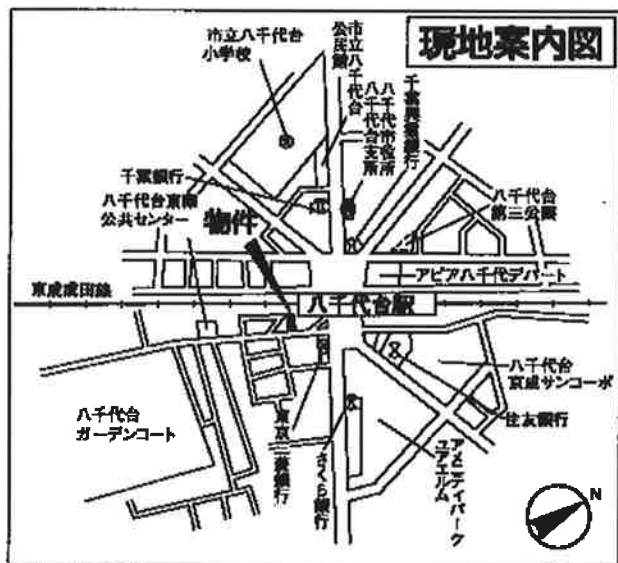 現地案内図
市立八千代台
小学校
市立八千代台
公民館
八千代市役所
八千代台支所
千葉興業銀行
千葉銀行
八千代台東南
公共センター
物件
八千代台
第三公園
アピア八千代デパート
京成成田線
八千代台駅
八千代台
京成サンコーポ
住友銀行
八千代台
ガーデンコート
東京三菱銀行
さくら銀行
アメニティパーク
ユアエルム
N